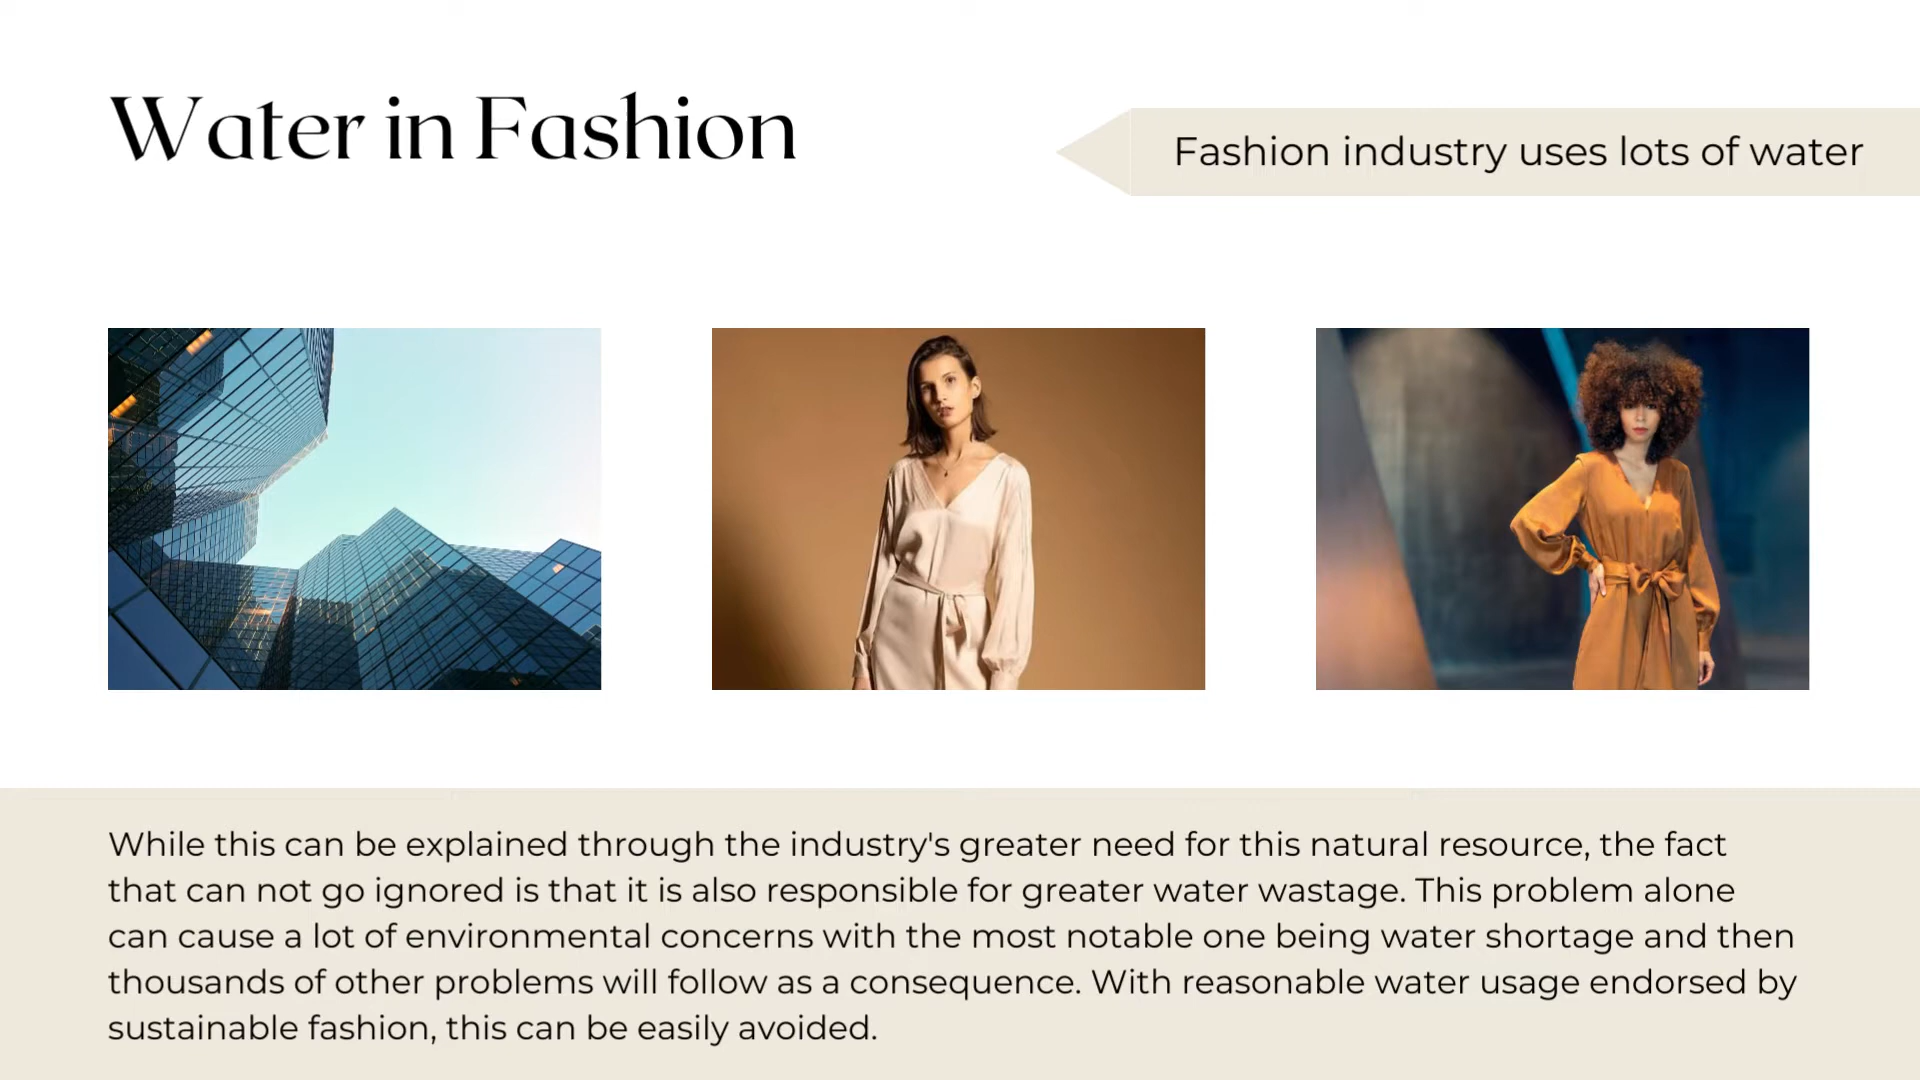 Water in Fashion
Fashion industry uses lots of water
While this can be explained through the industry's greater need for this natural resource, the fact
that can not go ignored is that it is also responsible for greater water wastage. This problem alone
can cause a lot of environmental concerns with the most notable one being water shortage and then
thousands of other problems will follow as a consequence. With reasonable water usage endorsed by
sustainable fashion, this can be easily avoided.